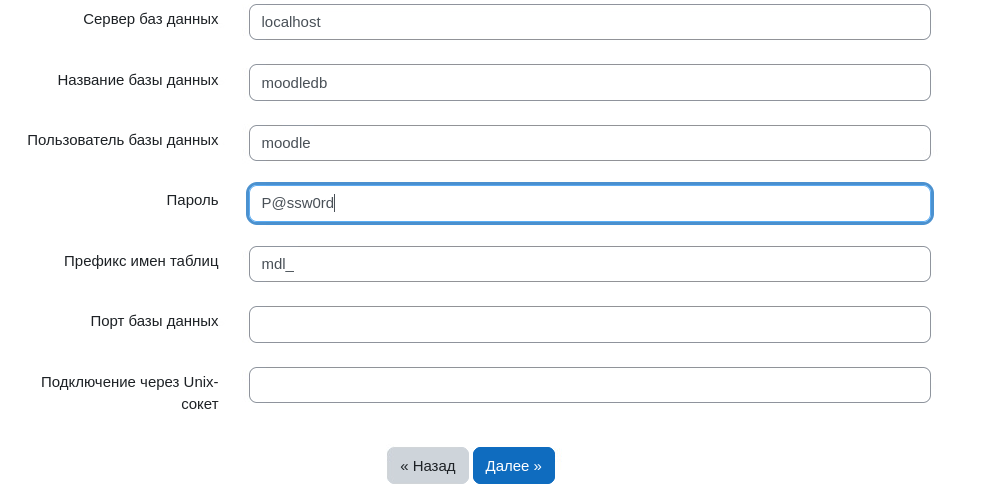 Сервер баз данных
localhost
Название базы данных
moodledb
Пользователь базы данных
moodle
Пароль
P@ssw0rd
Префикс имен таблиц
mdl_
Порт базы данных
Подключение через Unix-
сокет
« Назад
Далее »